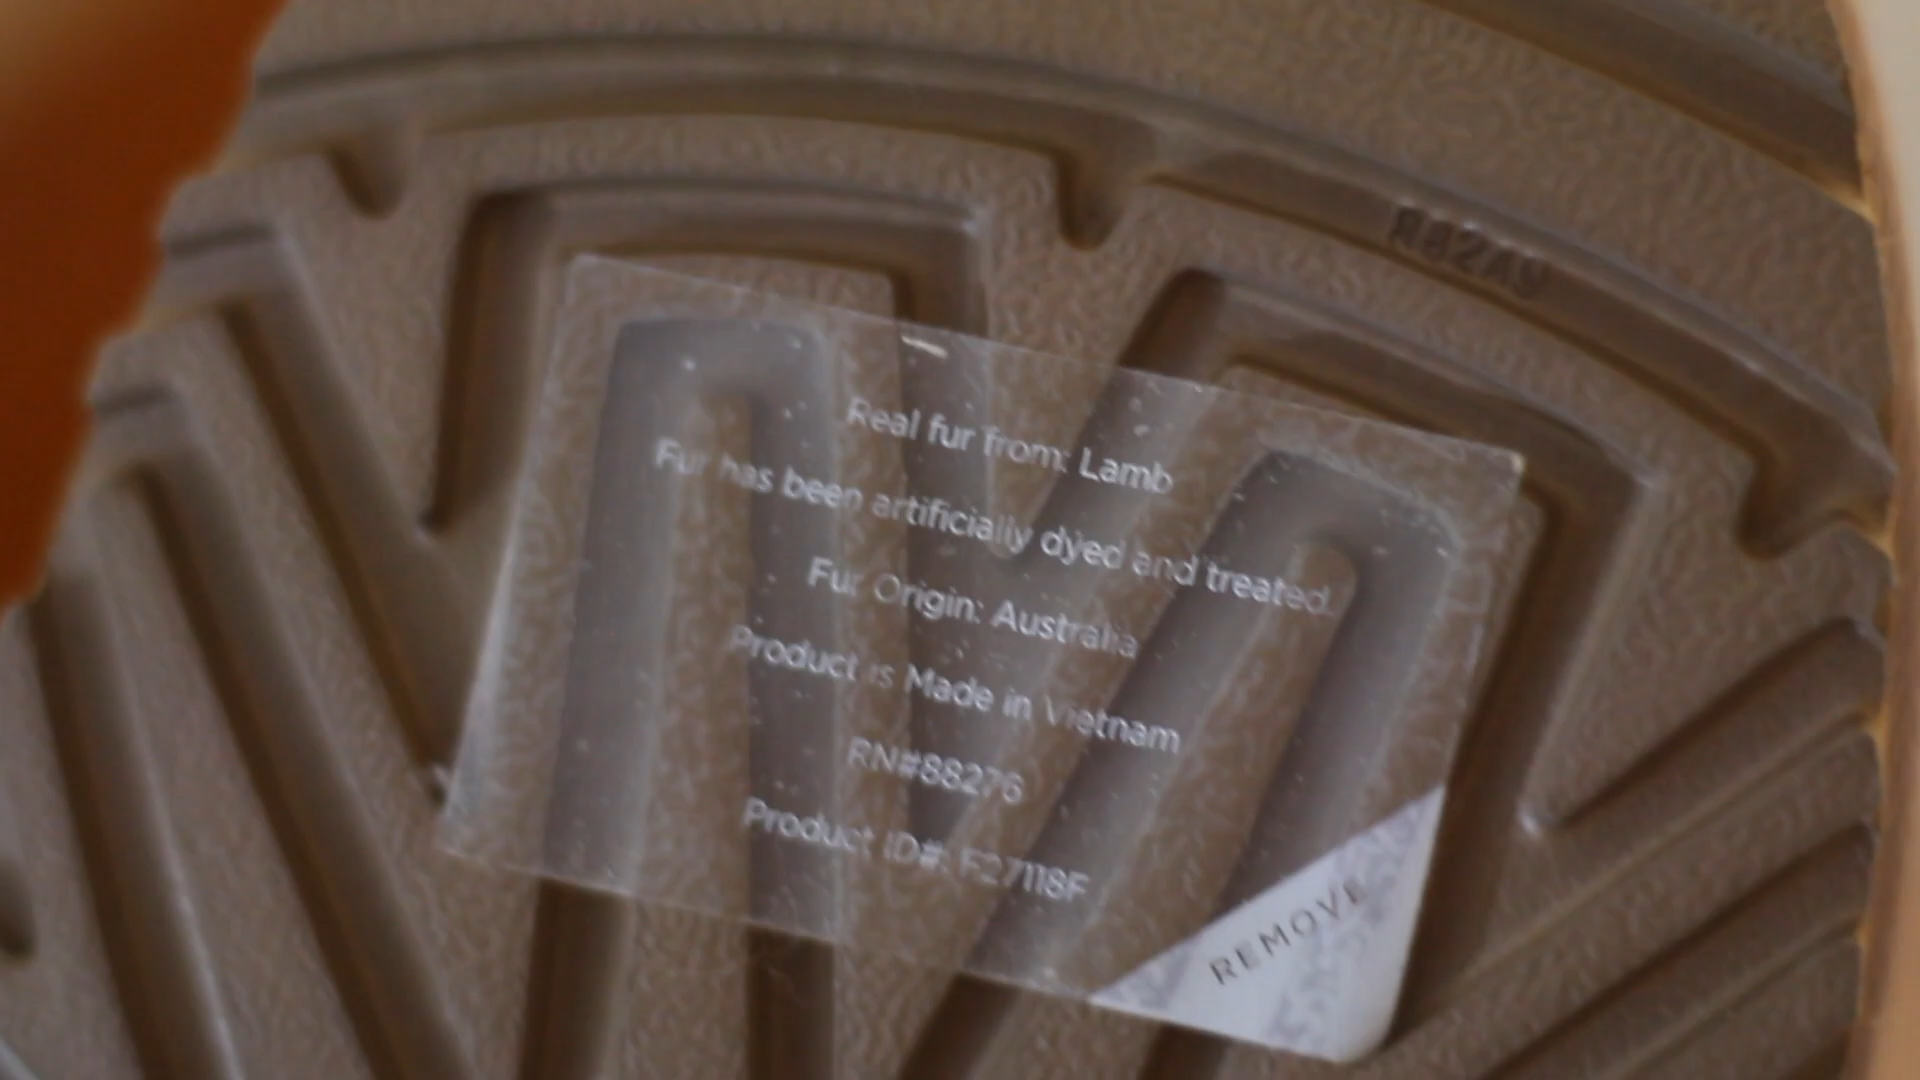 Real fur from: Lamb
Fur has been artificially dyed and treated.
Fur Origin: Australia
Product is Made in Vietnam
RN#88276
Product ID#: F27118F
REMOVE